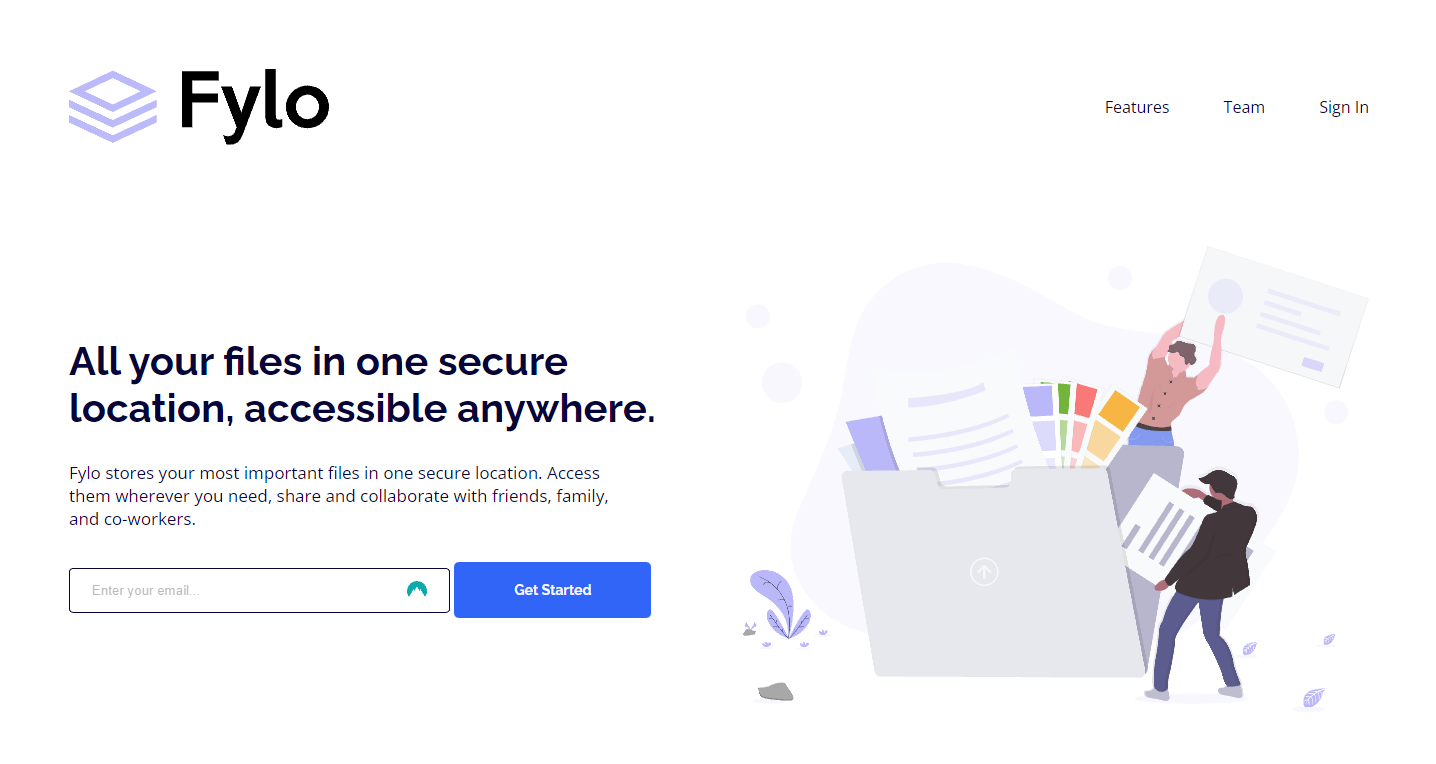 Fylo
Features
Team
Sign In
All your files in one secure
location, accessible anywhere.
Fylo stores your most important files in one secure location. Access
them wherever you need, share and collaborate with friends, family,
and co-workers.
Enter your email...
Get Started